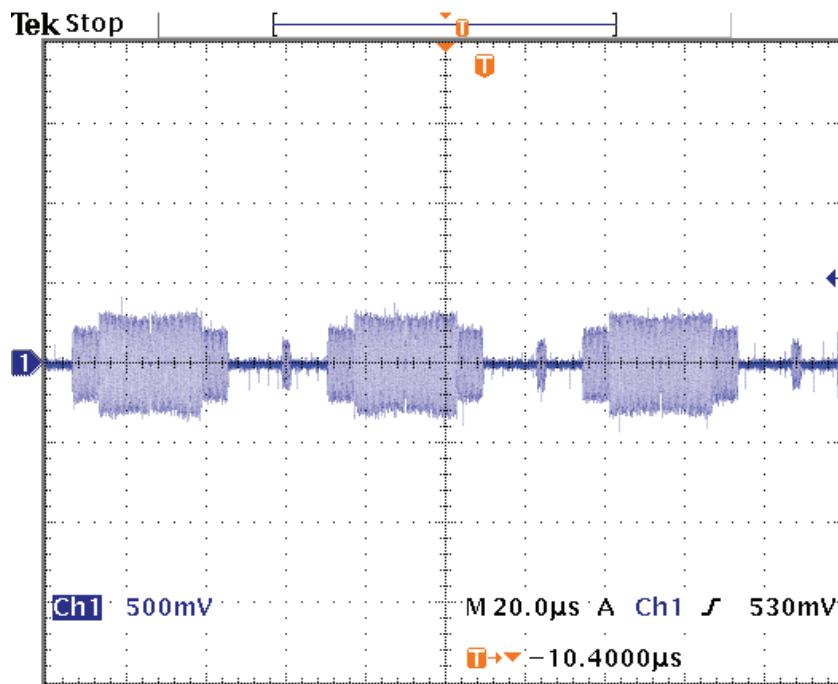 Tek Stop
T
T
1
Ch1 500mV M 20.0µs A Ch1 530mV
T −10.4000µs